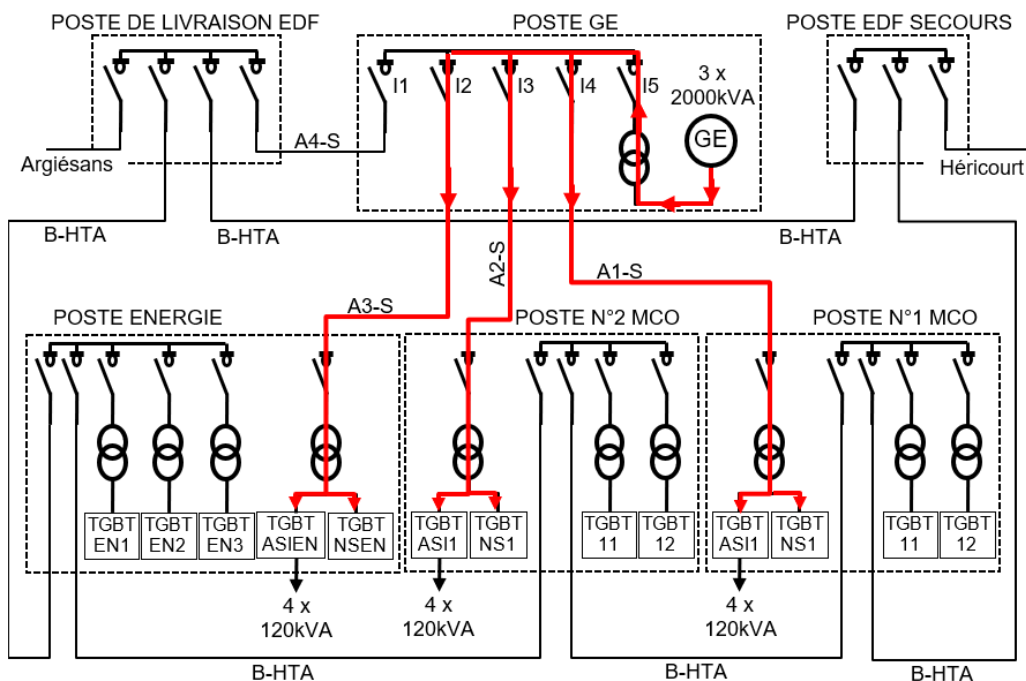 POSTE DE LIVRAISON EDF
POSTE GE
POSTE EDF SECOURS
I1
I2
I3
I4
I5
3 x
2000kVA
GE
A4-S
Argiésans
Héricourt
B-HTA
B-HTA
B-HTA
A2-S
A1-S
A3-S
POSTE ENERGIE
POSTE N°2 MCO
POSTE N°1 MCO
TGBT
EN1
TGBT
EN2
TGBT
EN3
TGBT
ASIEN
TGBT
NSEN
TGBT
ASI1
TGBT
NS1
TGBT
11
TGBT
12
TGBT
ASI1
TGBT
NS1
TGBT
11
TGBT
12
4 x
120kVA
4 x
120kVA
4 x
120kVA
B-HTA
B-HTA
B-HTA